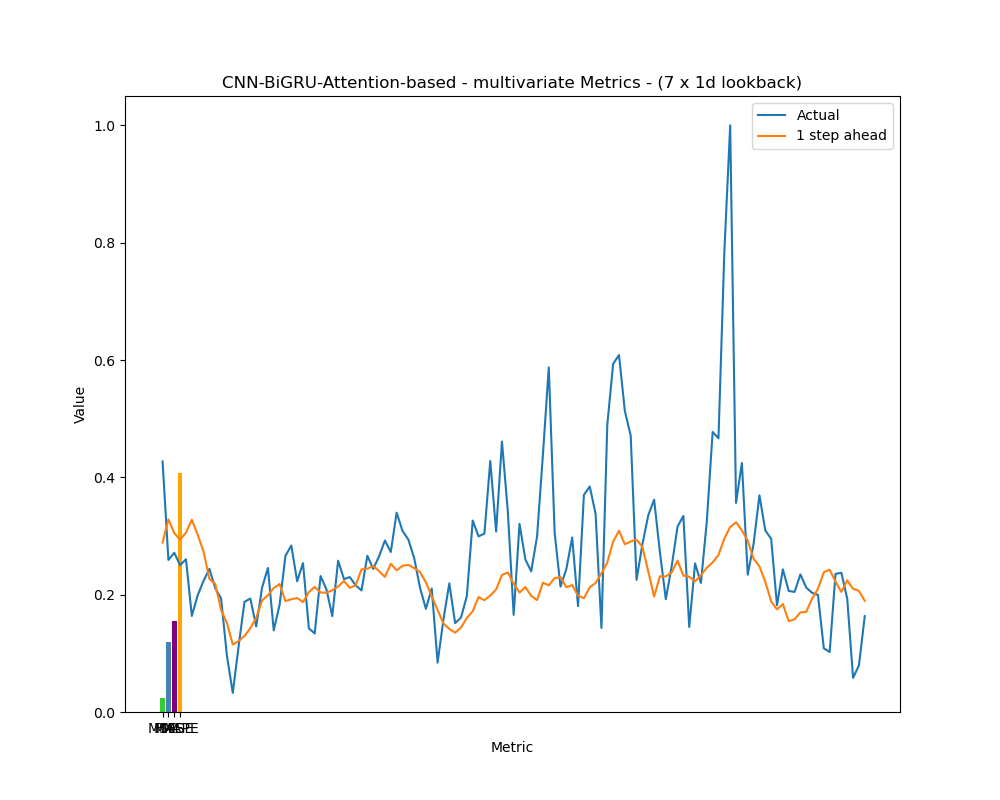 CNN-BiGRU-Attention-based - multivariate Metrics - (7 x 1d lookback)
Actual
1 step ahead
1.0
0.8
0.6
0.4
0.2
0.0
Value
Metric